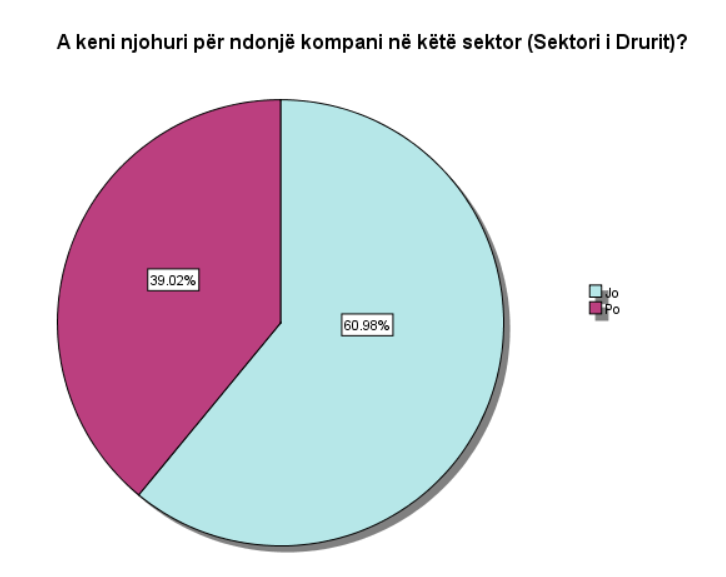 A keni njohuri për ndonjë kompani në këtë sektor (Sektori i Drurit)?
39.02%
60.98%
Jo
Po